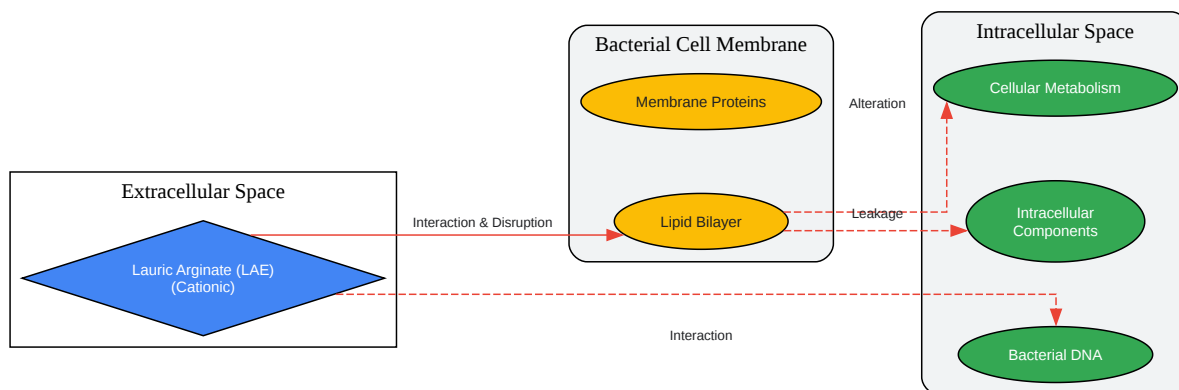 Extracellular Space
Lauric Arginate (LAE)
(Cationic)
Interaction & Disruption
Interaction
Bacterial Cell Membrane
Membrane Proteins
Lipid Bilayer
Alteration
Leakage
Intracellular Space
Cellular Metabolism
Intracellular
Components
Bacterial DNA